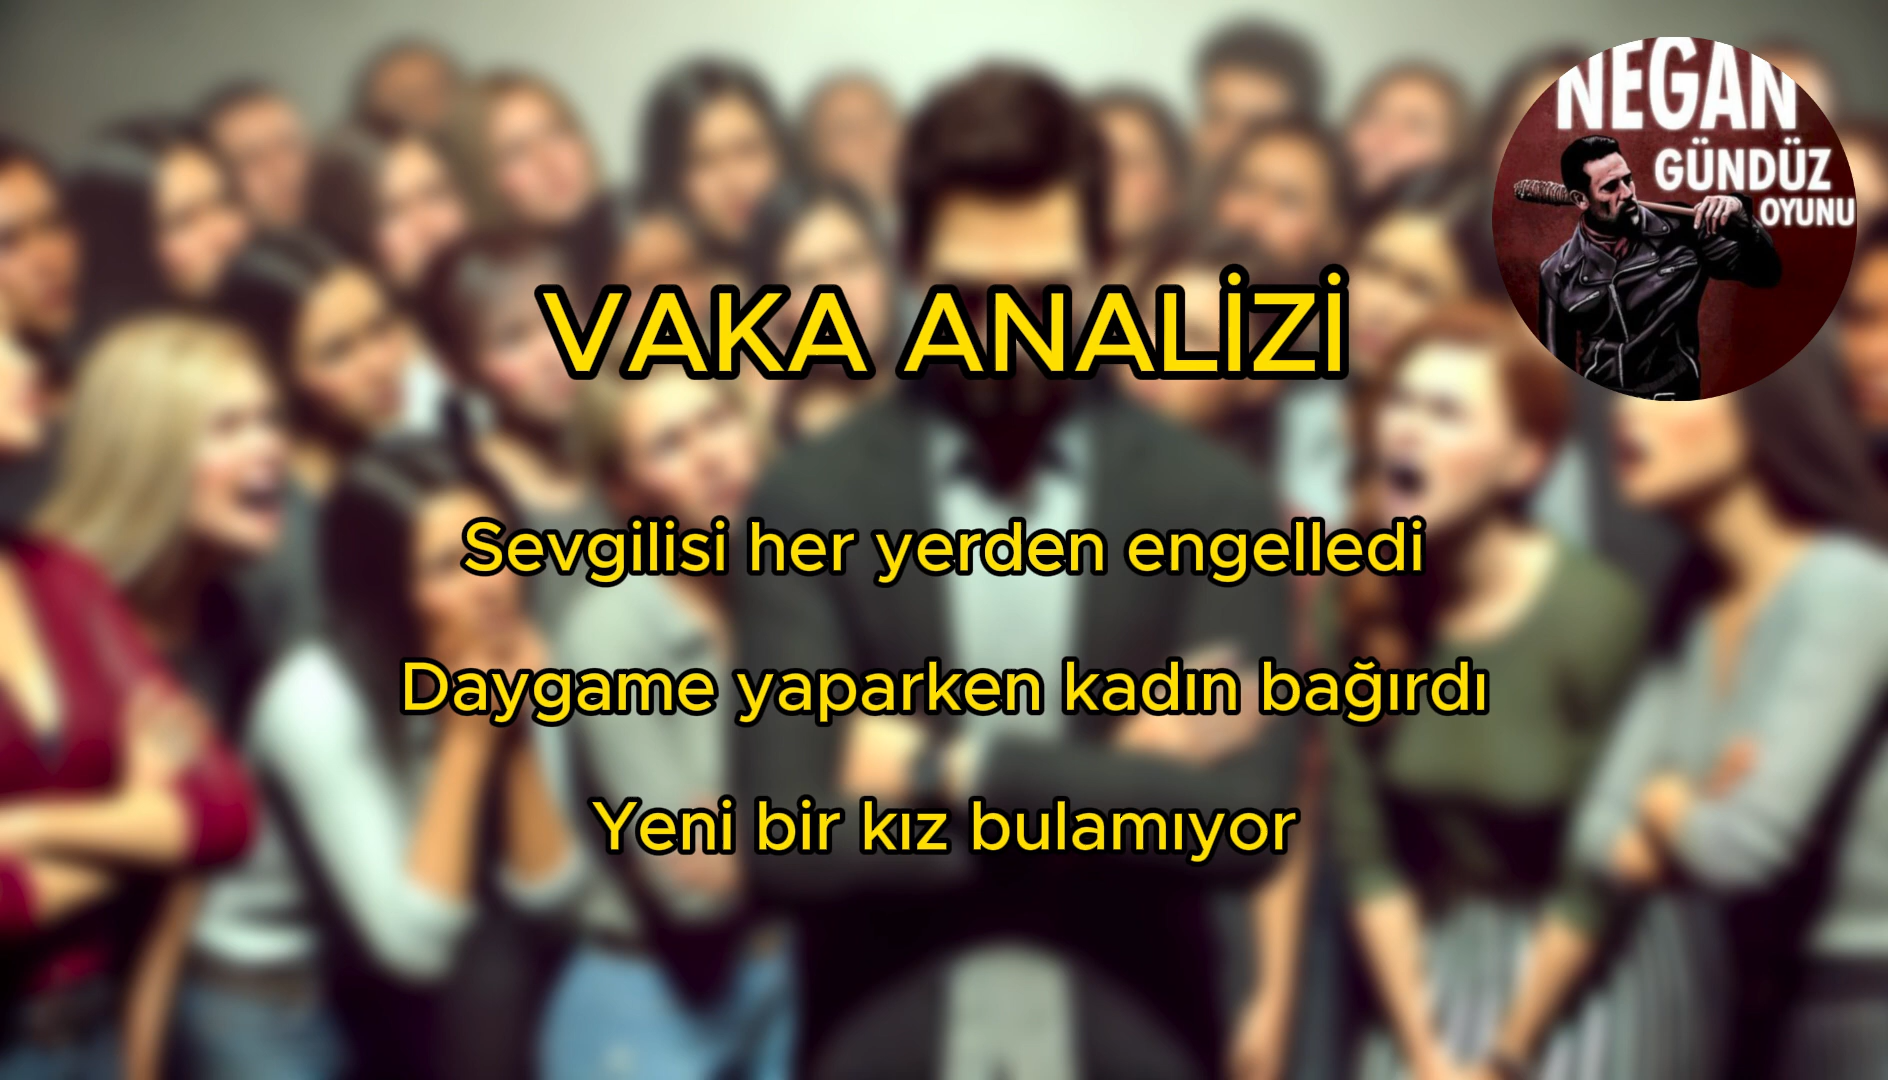 NEGAN
GÜNDÜZ
OYUNU
VAKA ANALİZİ
Sevgilisi her yerden engelledi
Daygame yaparken kadın bağırdı
Yeni bir kız bulamıyor